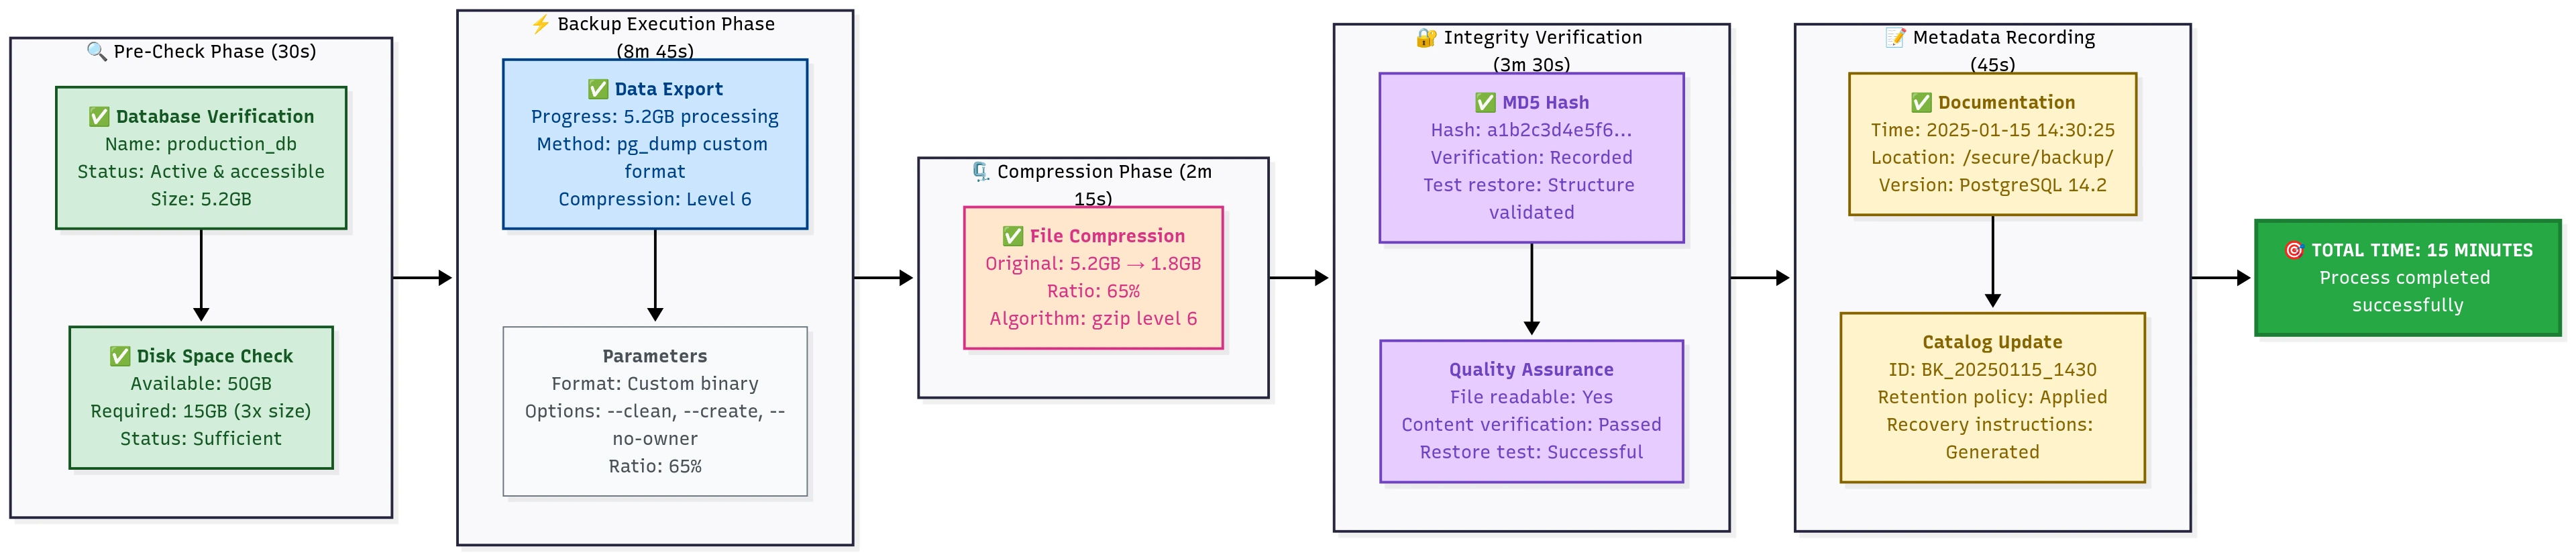 🔍 Pre-Check Phase (30s)
✅ Database Verification
Name: production_db
Status: Active & accessible
Size: 5.2GB
✅ Disk Space Check
Available: 50GB
Required: 15GB (3x size)
Status: Sufficient
⚡ Backup Execution Phase
(8m 45s)
✅ Data Export
Progress: 5.2GB processing
Method: pg_dump custom
format
Compression: Level 6
Parameters
Format: Custom binary
Options: --clean, --create, --
no-owner
Ratio: 65%
🗜️ Compression Phase (2m
15s)
✅ File Compression
Original: 5.2GB → 1.8GB
Ratio: 65%
Algorithm: gzip level 6
🔐 Integrity Verification
(3m 30s)
✅ MD5 Hash
Hash: a1b2c3d4e5f6...
Verification: Recorded
Test restore: Structure
validated
Quality Assurance
File readable: Yes
Content verification: Passed
Restore test: Successful
📝 Metadata Recording
(45s)
✅ Documentation
Time: 2025-01-15 14:30:25
Location: /secure/backup/
Version: PostgreSQL 14.2
Catalog Update
ID: BK_20250115_1430
Retention policy: Applied
Recovery instructions:
Generated
🎯 TOTAL TIME: 15 MINUTES
Process completed
successfully